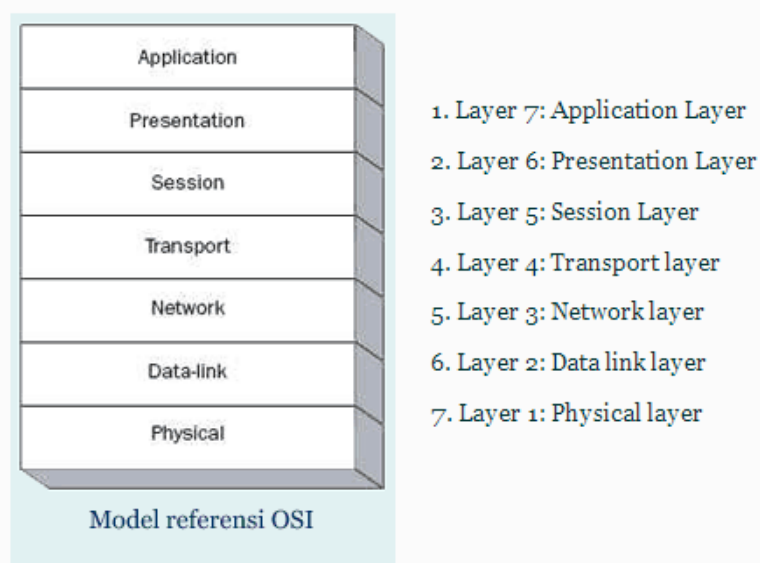 Application
Presentation
Session
Transport
Network
Data-link
Physical
Model referensi OSI
1. Layer 7: Application Layer
2. Layer 6: Presentation Layer
3. Layer 5: Session Layer
4. Layer 4: Transport layer
5. Layer 3: Network layer
6. Layer 2: Data link layer
7. Layer 1: Physical layer